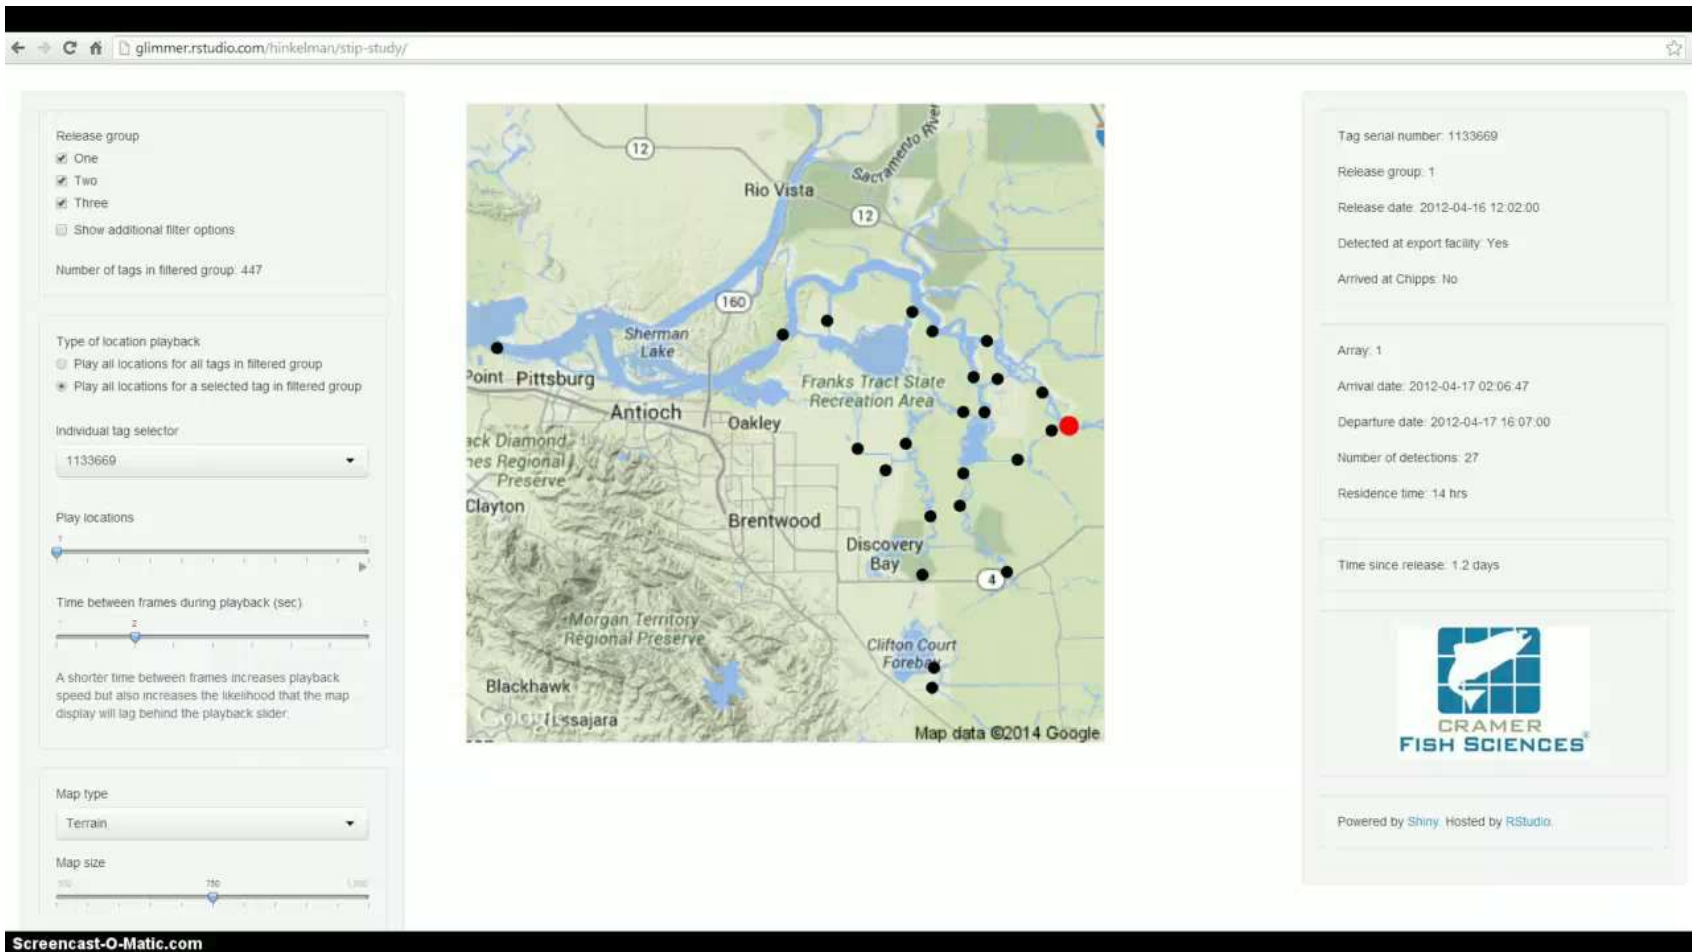 glimmer.rstudio.com/hinkelman/stip-study/
Release group
One
Two
Three
Show additional filter options
Number of tags in filtered group: 447
Type of location playback
Play all locations for all tags in filtered group
Play all locations for a selected tag in filtered group
Individual tag selector
1133669
Play locations
1
Time between frames during playback (sec)
2
A shorter time between frames increases playback
speed but also increases the likelihood that the map
display will lag behind the playback slider.
Map type
Terrain
Map size
750
12
Sacramento River
Rio Vista
12
160
Sherman
Lake
Point Pittsburg
Franks Tract State
Recreation Area
Antioch
Oakley
ack Diamond
nes Regional
Preserve
Clayton
Brentwood
Discovery
Bay
4
Morgan Territory
Regional Preserve
Clifton Court
Forebay
Blackhawk
Google
Tassajara
Map data ©2014 Google
Tag serial number: 1133669
Release group: 1
Release date: 2012-04-16 12:02:00
Detected at export facility: Yes
Arrived at Chipps: No
Array: 1
Arrival date: 2012-04-17 02:06:47
Departure date: 2012-04-17 16:07:00
Number of detections: 27
Residence time: 14 hrs
Time since release: 1.2 days
CRAMER
FISH SCIENCES®
Powered by Shiny. Hosted by RStudio.
Screencast-O-Matic.com